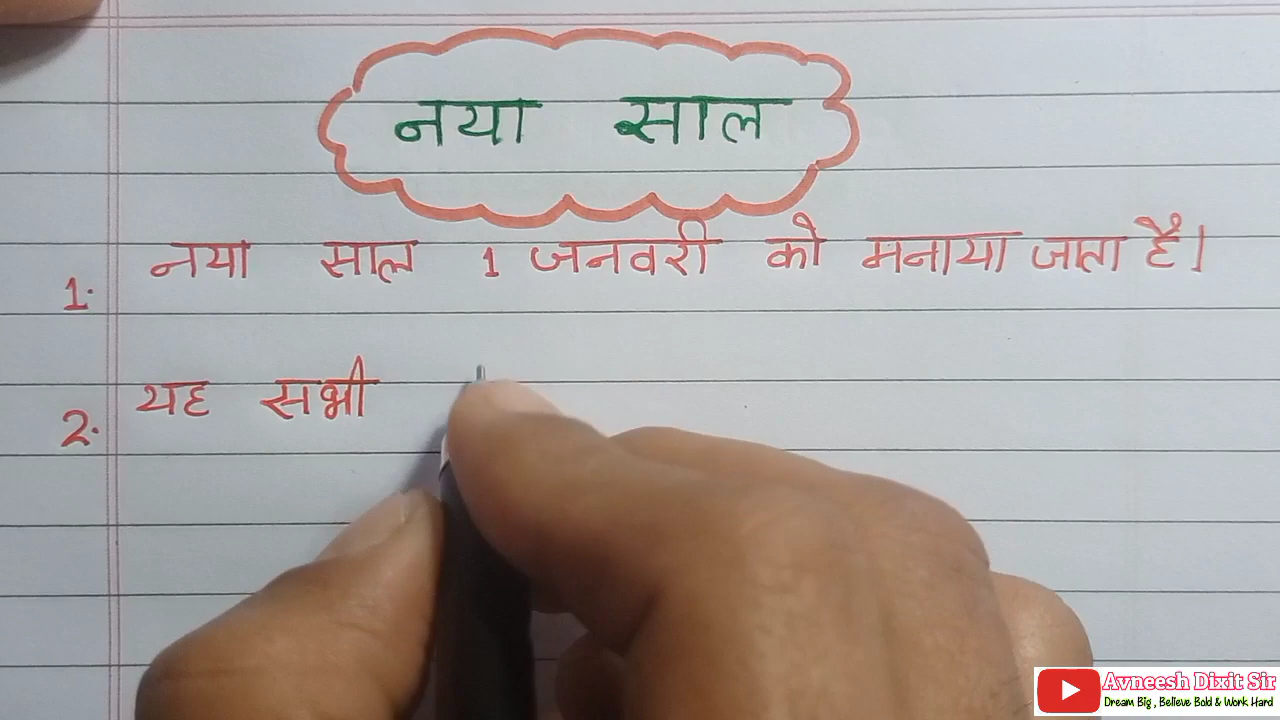 नया साल
1. नया साल 1 जनवरी को मनाया जाता है।
2. यह सभी
Avneesh Dixit Sir
Dream Big , Believe Bold & Work Hard